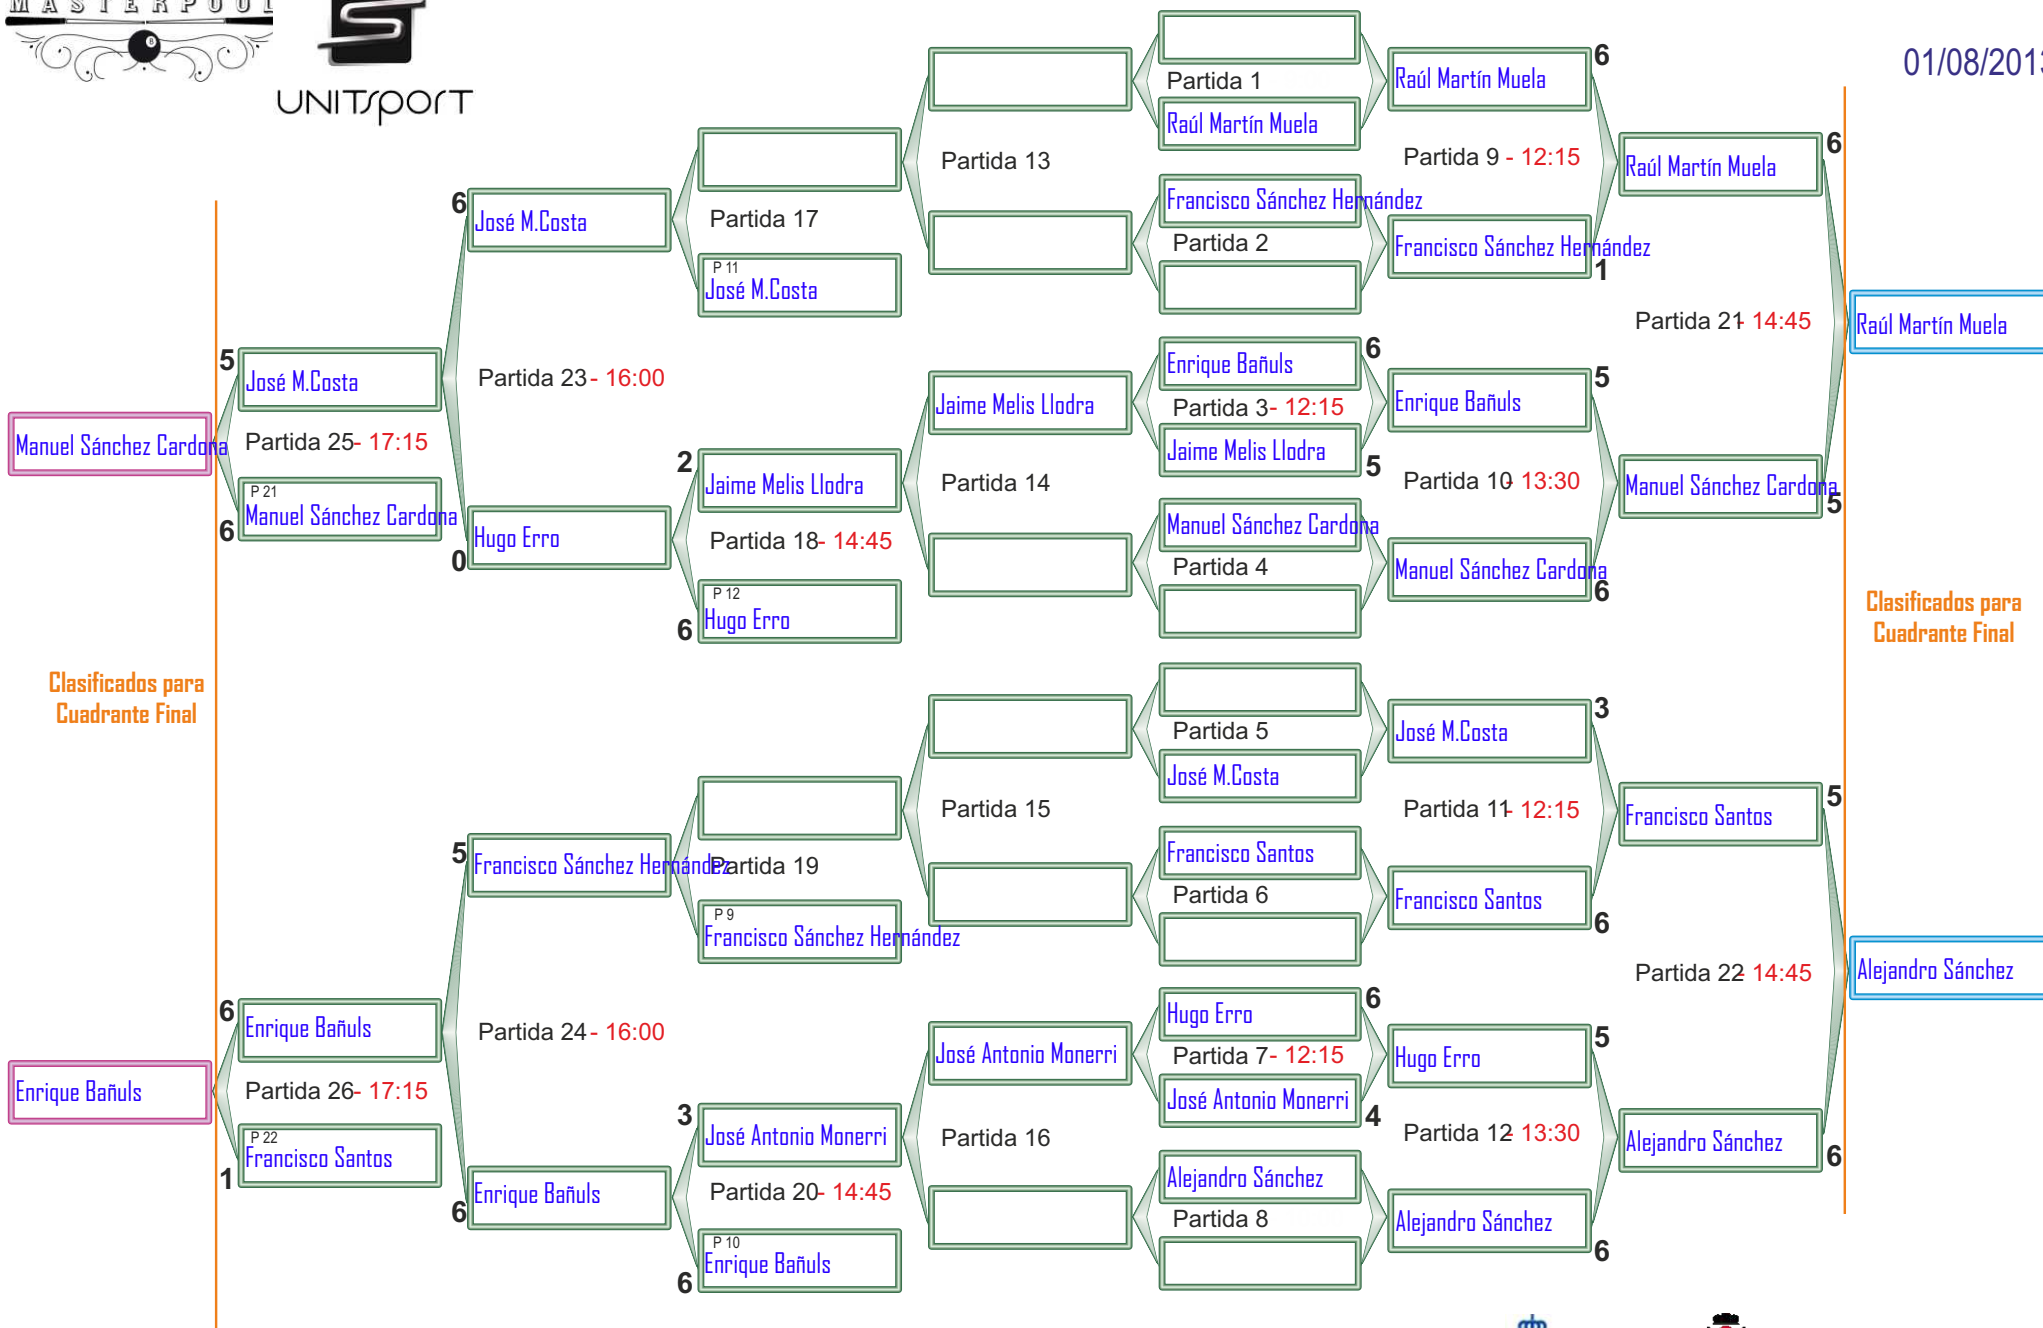 MASTERPOOL
UNITSPORT
01/08/2013
Partida 1
Raúl Martín Muela
Raúl Martín Muela
6
Partida 9 - 12:15
Francisco Sánchez Hernández
Partida 2
Francisco Sánchez Hernández
1
Raúl Martín Muela
6
Partida 13
Partida 17
P 11
José M.Costa
6
José M.Costa
Partida 21 - 14:45
Raúl Martín Muela
Enrique Bañuls
6
Partida 3 - 12:15
Jaime Melis Llodra
5
Jaime Melis Llodra
Enrique Bañuls
5
Partida 10 - 13:30
Manuel Sánchez Cardona
5
Partida 14
Manuel Sánchez Cardona
Partida 4
Manuel Sánchez Cardona
6
5
José M.Costa
Partida 23 - 16:00
Manuel Sánchez Cardona
Partida 25 - 17:15
P 21
Manuel Sánchez Cardona
6
2
Jaime Melis Llodra
Partida 18 - 14:45
P 12
Hugo Erro
6
Hugo Erro
0
Clasificados para
Cuadrante Final
Clasificados para
Cuadrante Final
Partida 5
José M.Costa
José M.Costa
3
Partida 11 - 12:15
Francisco Santos
Partida 6
Francisco Santos
6
Francisco Santos
5
Partida 15
5
Francisco Sánchez Hernández
Partida 19
P 9
Francisco Sánchez Hernández
Partida 22 - 14:45
Alejandro Sánchez
Hugo Erro
6
Partida 7 - 12:15
José Antonio Monerri
4
José Antonio Monerri
Hugo Erro
5
Partida 12 - 13:30
Alejandro Sánchez
6
Partida 16
Alejandro Sánchez
Partida 8
Alejandro Sánchez
6
6
Enrique Bañuls
Partida 24 - 16:00
Enrique Bañuls
Partida 26 - 17:15
P 22
Francisco Santos
1
3
José Antonio Monerri
Partida 20 - 14:45
P 10
Enrique Bañuls
6
Enrique Bañuls
6